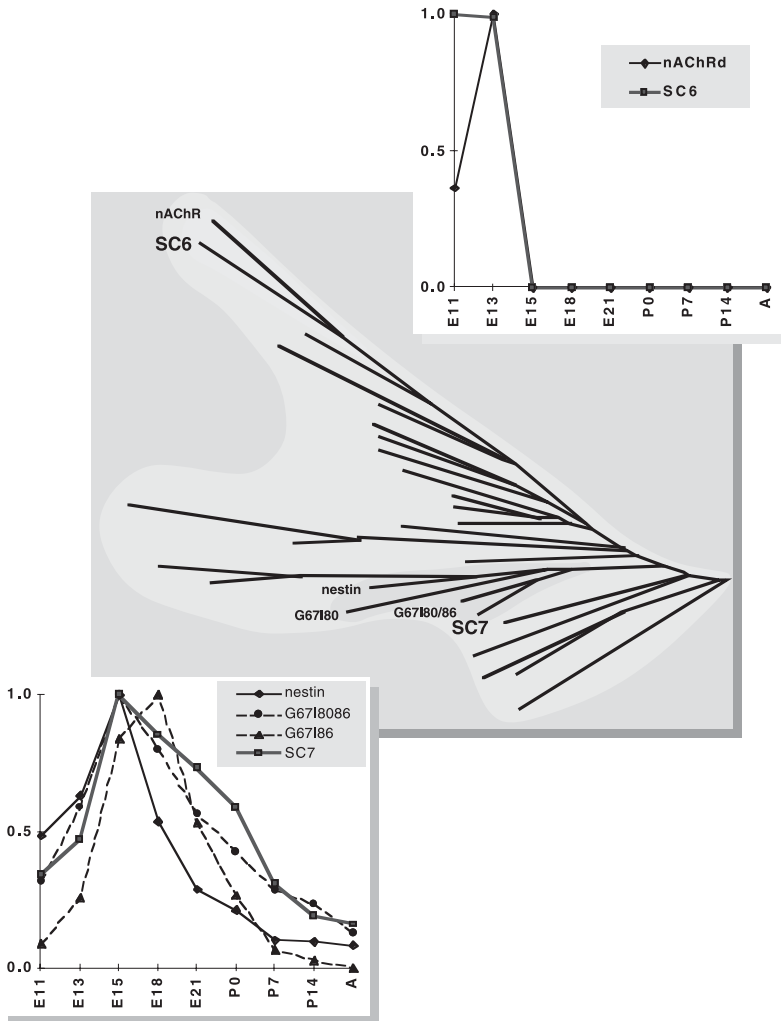 1.0
nAChRd
SC6
0.5
0.0
E11 E13 E15 E18 E21 P0 P7 P14 A
nAChR
SC6
nestin
G67I80
G67I80/86
SC7
1.0
nestin
G67I8086
G67I86
SC7
0.5
0.0
E11 E13 E15 E18 E21 P0 P7 P14 A